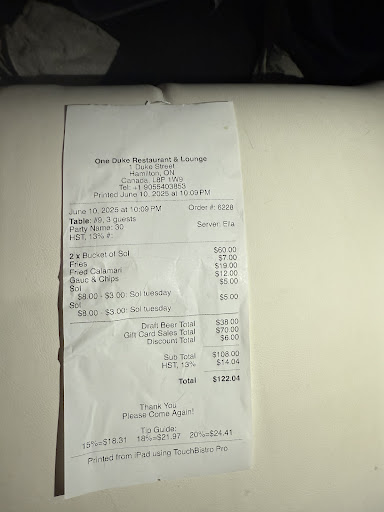 One Duke Restaurant & Lounge
1 Duke Street
Hamilton, ON
Canada, L8P 1W9
Tel: +1 9055403853
Printed June 10, 2025 at 10:09 PM
June 10, 2025 at 10:09 PM Order #: 6228
Table: #9, 3 guests
Party Name: 30 Server: Ella
HST, 13% #:
2 x Bucket of Sol $60.00
Fries $7.00
Fried Calamari $19.00
Guac & Chips $12.00
Sol $5.00
$8.00 - $3.00: Sol tuesday
Sol $5.00
$8.00 - $3.00: Sol tuesday
Draft Beer Total $38.00
Gift Card Sales Total $70.00
Discount Total $6.00
Sub Total $108.00
HST, 13% $14.04
Total $122.04
Thank You
Please Come Again!
Tip Guide:
15%=$18.31 18%=$21.97 20%=$24.41
Printed from iPad using TouchBistro Pro